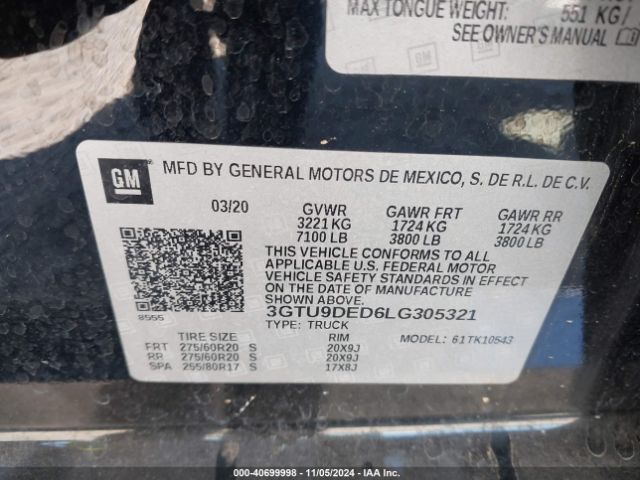 MAX TONGUE WEIGHT: 551 KG/
SEE OWNER'S MANUAL
GM
GM
MFD BY GENERAL MOTORS DE MEXICO, S. DE R.L. DE C.V.
03/20 GVWR GAWR FRT GAWR RR
3221 KG 1724 KG 1724 KG
7100 LB 3800 LB 3800 LB
THIS VEHICLE CONFORMS TO ALL
APPLICABLE U.S. FEDERAL MOTOR
VEHICLE SAFETY STANDARDS IN EFFECT
ON THE DATE OF MANUFACTURE
SHOWN ABOVE.
3GTU9DED6LG305321
8555
TYPE: TRUCK
TIRE SIZE RIM MODEL: 61TK10543
FRT 275/60R20 S 20X9J
RR 275/60R20 S 20X9J
SPA 255/80R17 S 17X8J
000-40699998 - 11/05/2024 - COPYRIGHT IAA, LLC